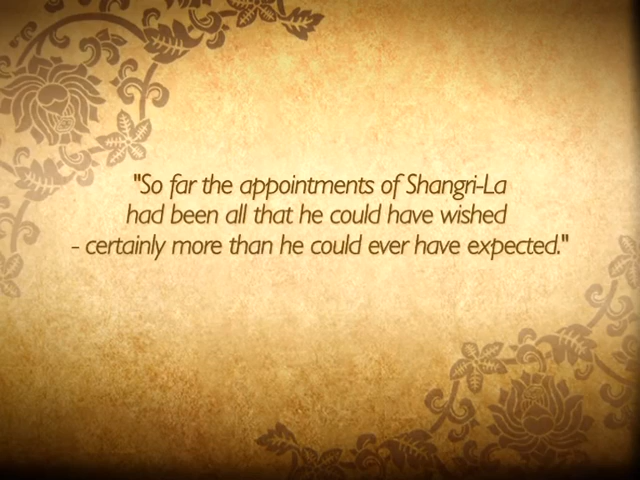 "So far the appointments of Shangri-La
had been all that he could have wished
- certainly more than he could ever have expected."